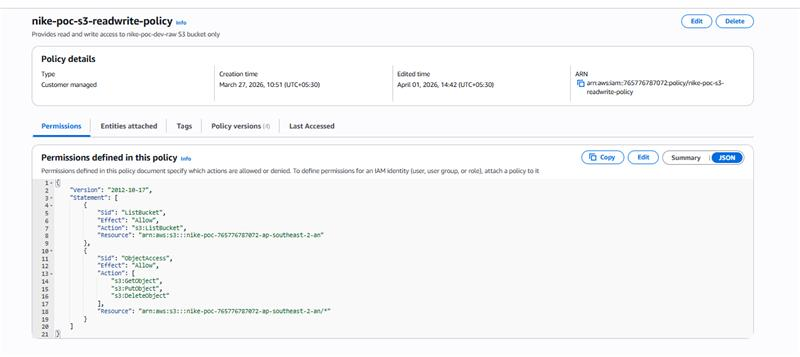 nike-poc-s3-readwrite-policy Info
Edit
Delete
Provides read and write access to nike-poc-dev-raw S3 bucket only
Policy details
Type
Customer managed
Creation time
March 27, 2026, 10:51 (UTC+05:30)
Edited time
April 01, 2026, 14:42 (UTC+05:30)
ARN
arn:aws:iam::765776787072:policy/nike-poc-s3-
readwrite-policy
Permissions
Entities attached
Tags
Policy versions (4)
Last Accessed
Permissions defined in this policy Info
Copy
Edit
Summary
JSON
Permissions defined in this policy document specify which actions are allowed or denied. To define permissions for an IAM identity (user, user group, or role), attach a policy to it
1 {
2 "Version": "2012-10-17",
3 "Statement": [
4 {
5 "Sid": "ListBucket",
6 "Effect": "Allow",
7 "Action": "s3:ListBucket",
8 "Resource": "arn:aws:s3:::nike-poc-765776787072-ap-southeast-2-an"
9 },
10 {
11 "Sid": "ObjectAccess",
12 "Effect": "Allow",
13 "Action": [
14 "s3:GetObject",
15 "s3:PutObject",
16 "s3:DeleteObject"
17 ],
18 "Resource": "arn:aws:s3:::nike-poc-765776787072-ap-southeast-2-an/*"
19 }
20 ]
21 }